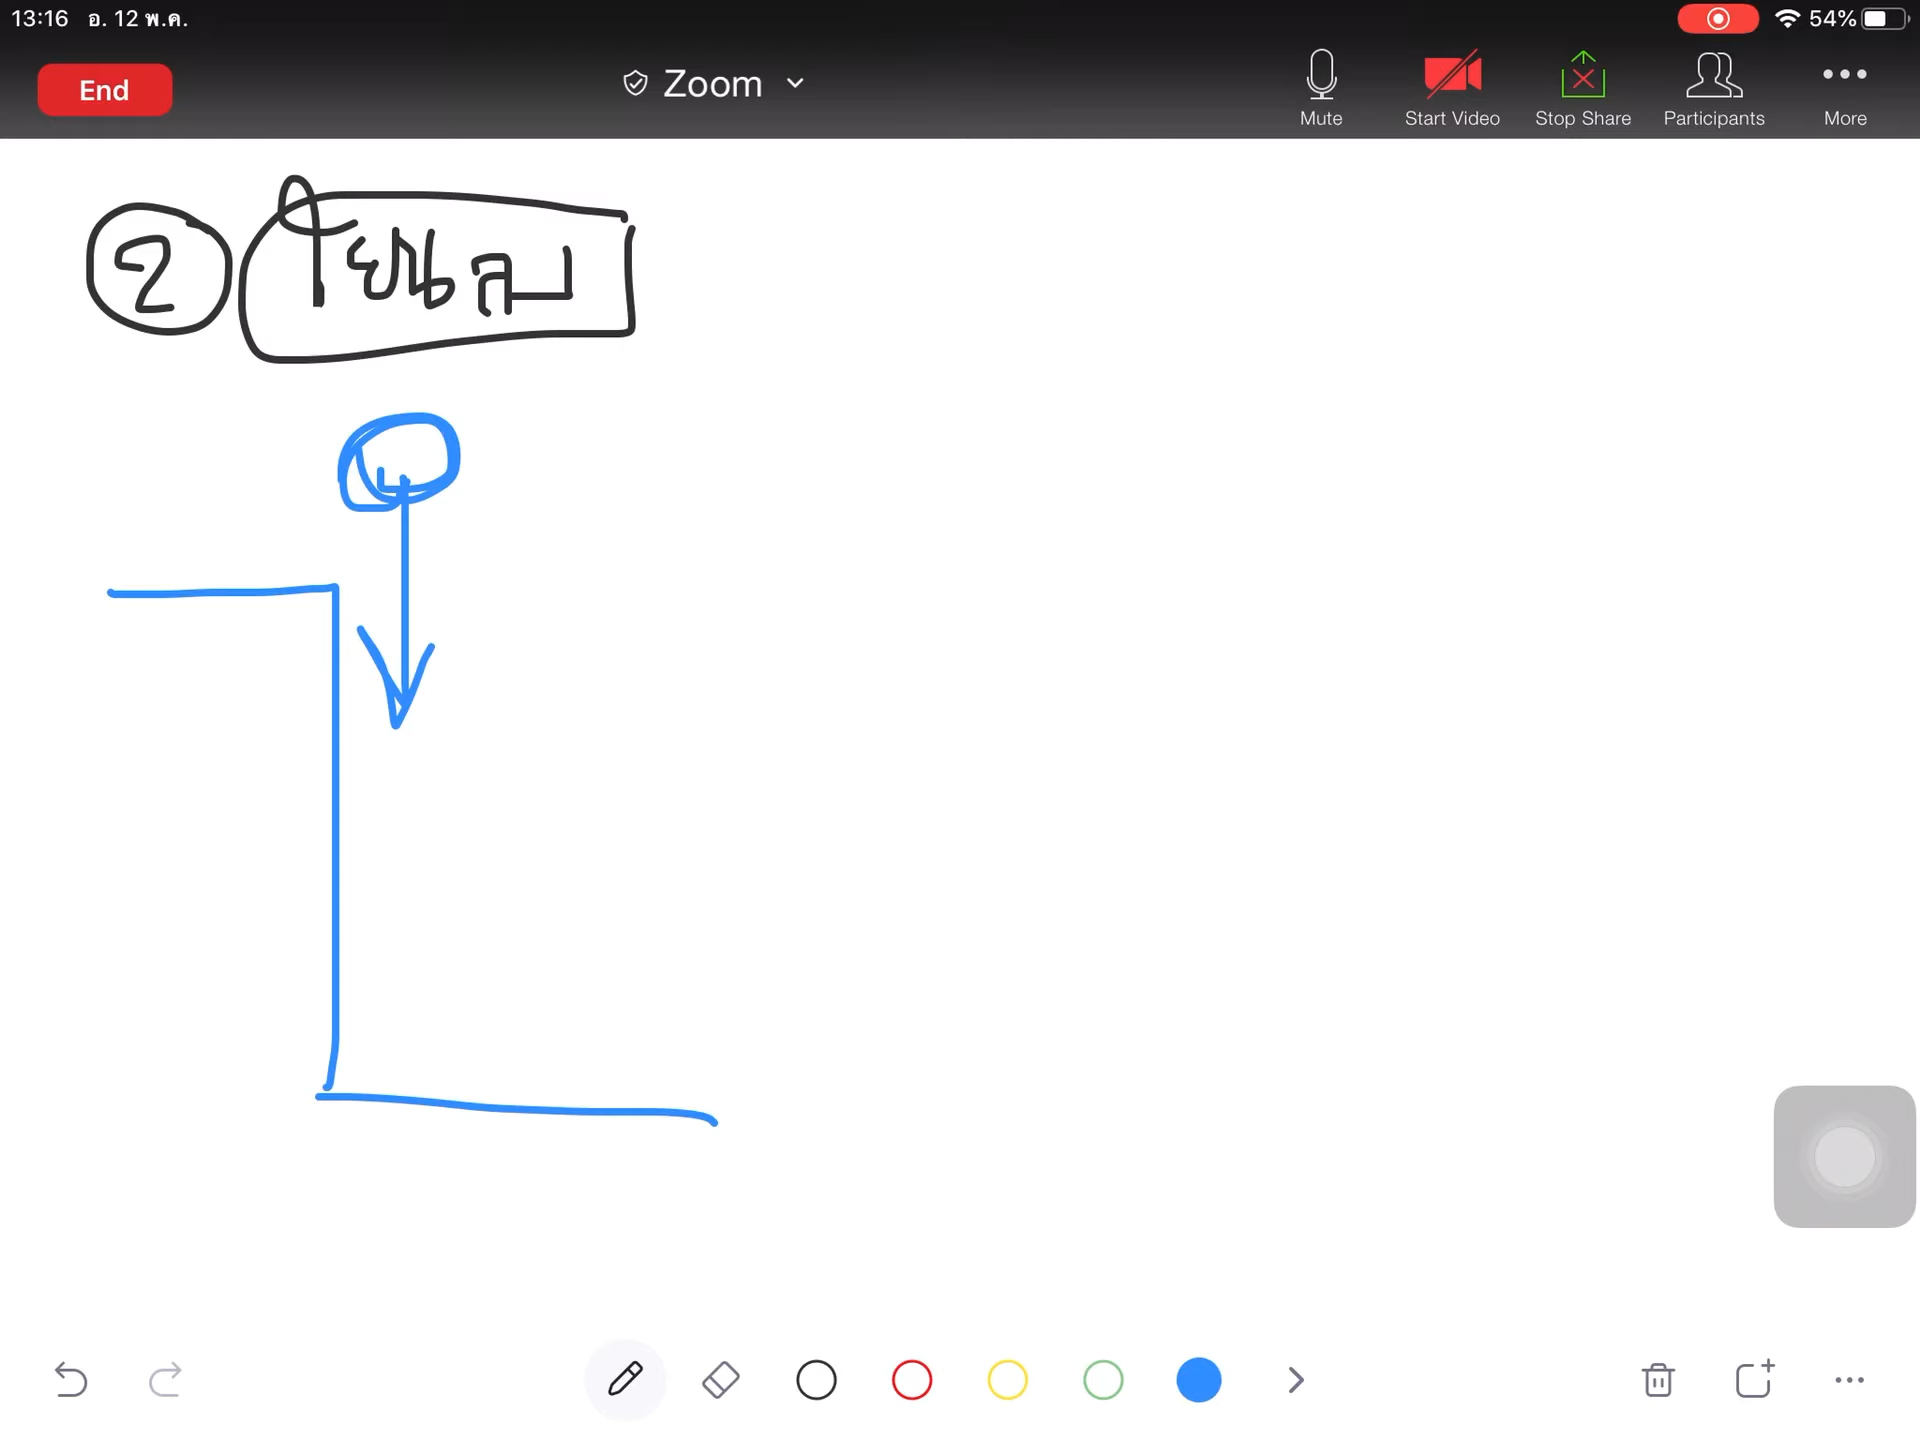 13:16 อ. 12 พ.ค.
54%
End
Zoom
Mute
Start Video
Stop Share
Participants
More
2 โยนลง